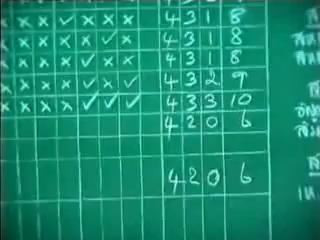 x x x ✓ x x x 4 3 1 8
x x x x x ✓ x 4 3 1 8
x x x x ✓ x x 4 3 1 8
x x x x ✓ x ✓ 4 3 2 9
x x x x ✓ ✓ ✓ 4 3 3 10
4 2 0 6
4 2 0 6